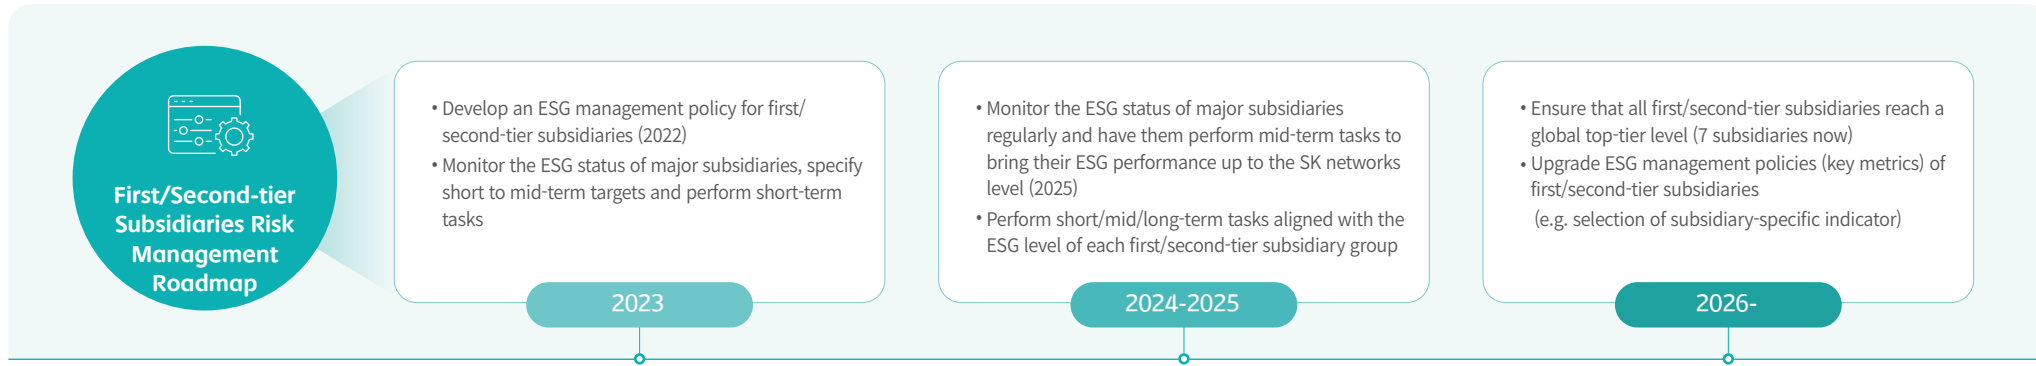 First/Second-tier
Subsidiaries Risk
Management
Roadmap
• Develop an ESG management policy for first/
second-tier subsidiaries (2022)
• Monitor the ESG status of major subsidiaries, specify
short to mid-term targets and perform short-term
tasks
2023
• Monitor the ESG status of major subsidiaries
regularly and have them perform mid-term tasks to
bring their ESG performance up to the SK networks
level (2025)
• Perform short/mid/long-term tasks aligned with the
ESG level of each first/second-tier subsidiary group
2024-2025
• Ensure that all first/second-tier subsidiaries reach a
global top-tier level (7 subsidiaries now)
• Upgrade ESG management policies (key metrics) of
first/second-tier subsidiaries
(e.g. selection of subsidiary-specific indicator)
2026-